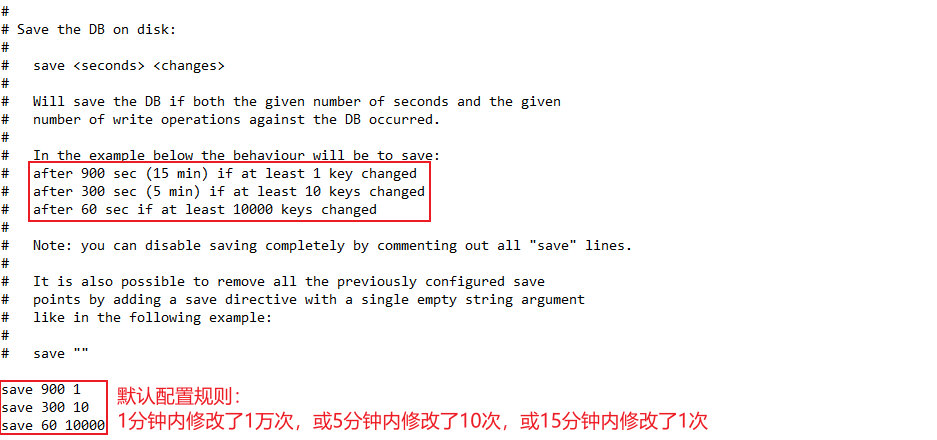 #
# Save the DB on disk:
#
#   save <seconds> <changes>
#
#   Will save the DB if both the given number of seconds and the given
#   number of write operations against the DB occurred.
#
#   In the example below the behaviour will be to save:
#   after 900 sec (15 min) if at least 1 key changed
#   after 300 sec (5 min) if at least 10 keys changed
#   after 60 sec if at least 10000 keys changed
#
#   Note: you can disable saving completely by commenting out all "save" lines.
#
#   It is also possible to remove all the previously configured save
#   points by adding a save directive with a single empty string argument
#   like in the following example:
#
#   save ""
save 900 1
save 300 10
save 60 10000
默认配置规则：
1分钟内修改了1万次，或5分钟内修改了10次，或15分钟内修改了1次